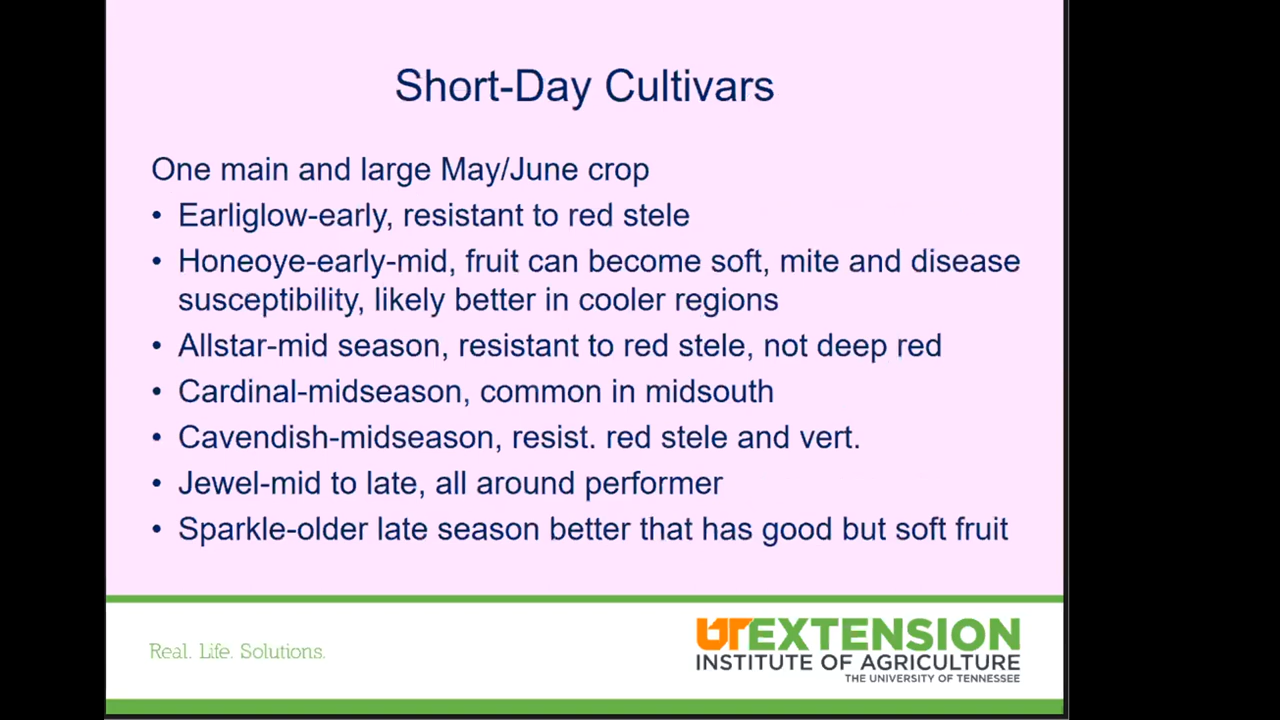 Short-Day Cultivars
One main and large May/June crop
• Earliglow-early, resistant to red stele
• Honeoye-early-mid, fruit can become soft, mite and disease
susceptibility, likely better in cooler regions
• Allstar-mid season, resistant to red stele, not deep red
• Cardinal-midseason, common in midsouth
• Cavendish-midseason, resist. red stele and vert.
• Jewel-mid to late, all around performer
• Sparkle-older late season better that has good but soft fruit
Real. Life. Solutions.
UT EXTENSION
INSTITUTE OF AGRICULTURE
THE UNIVERSITY OF TENNESSEE